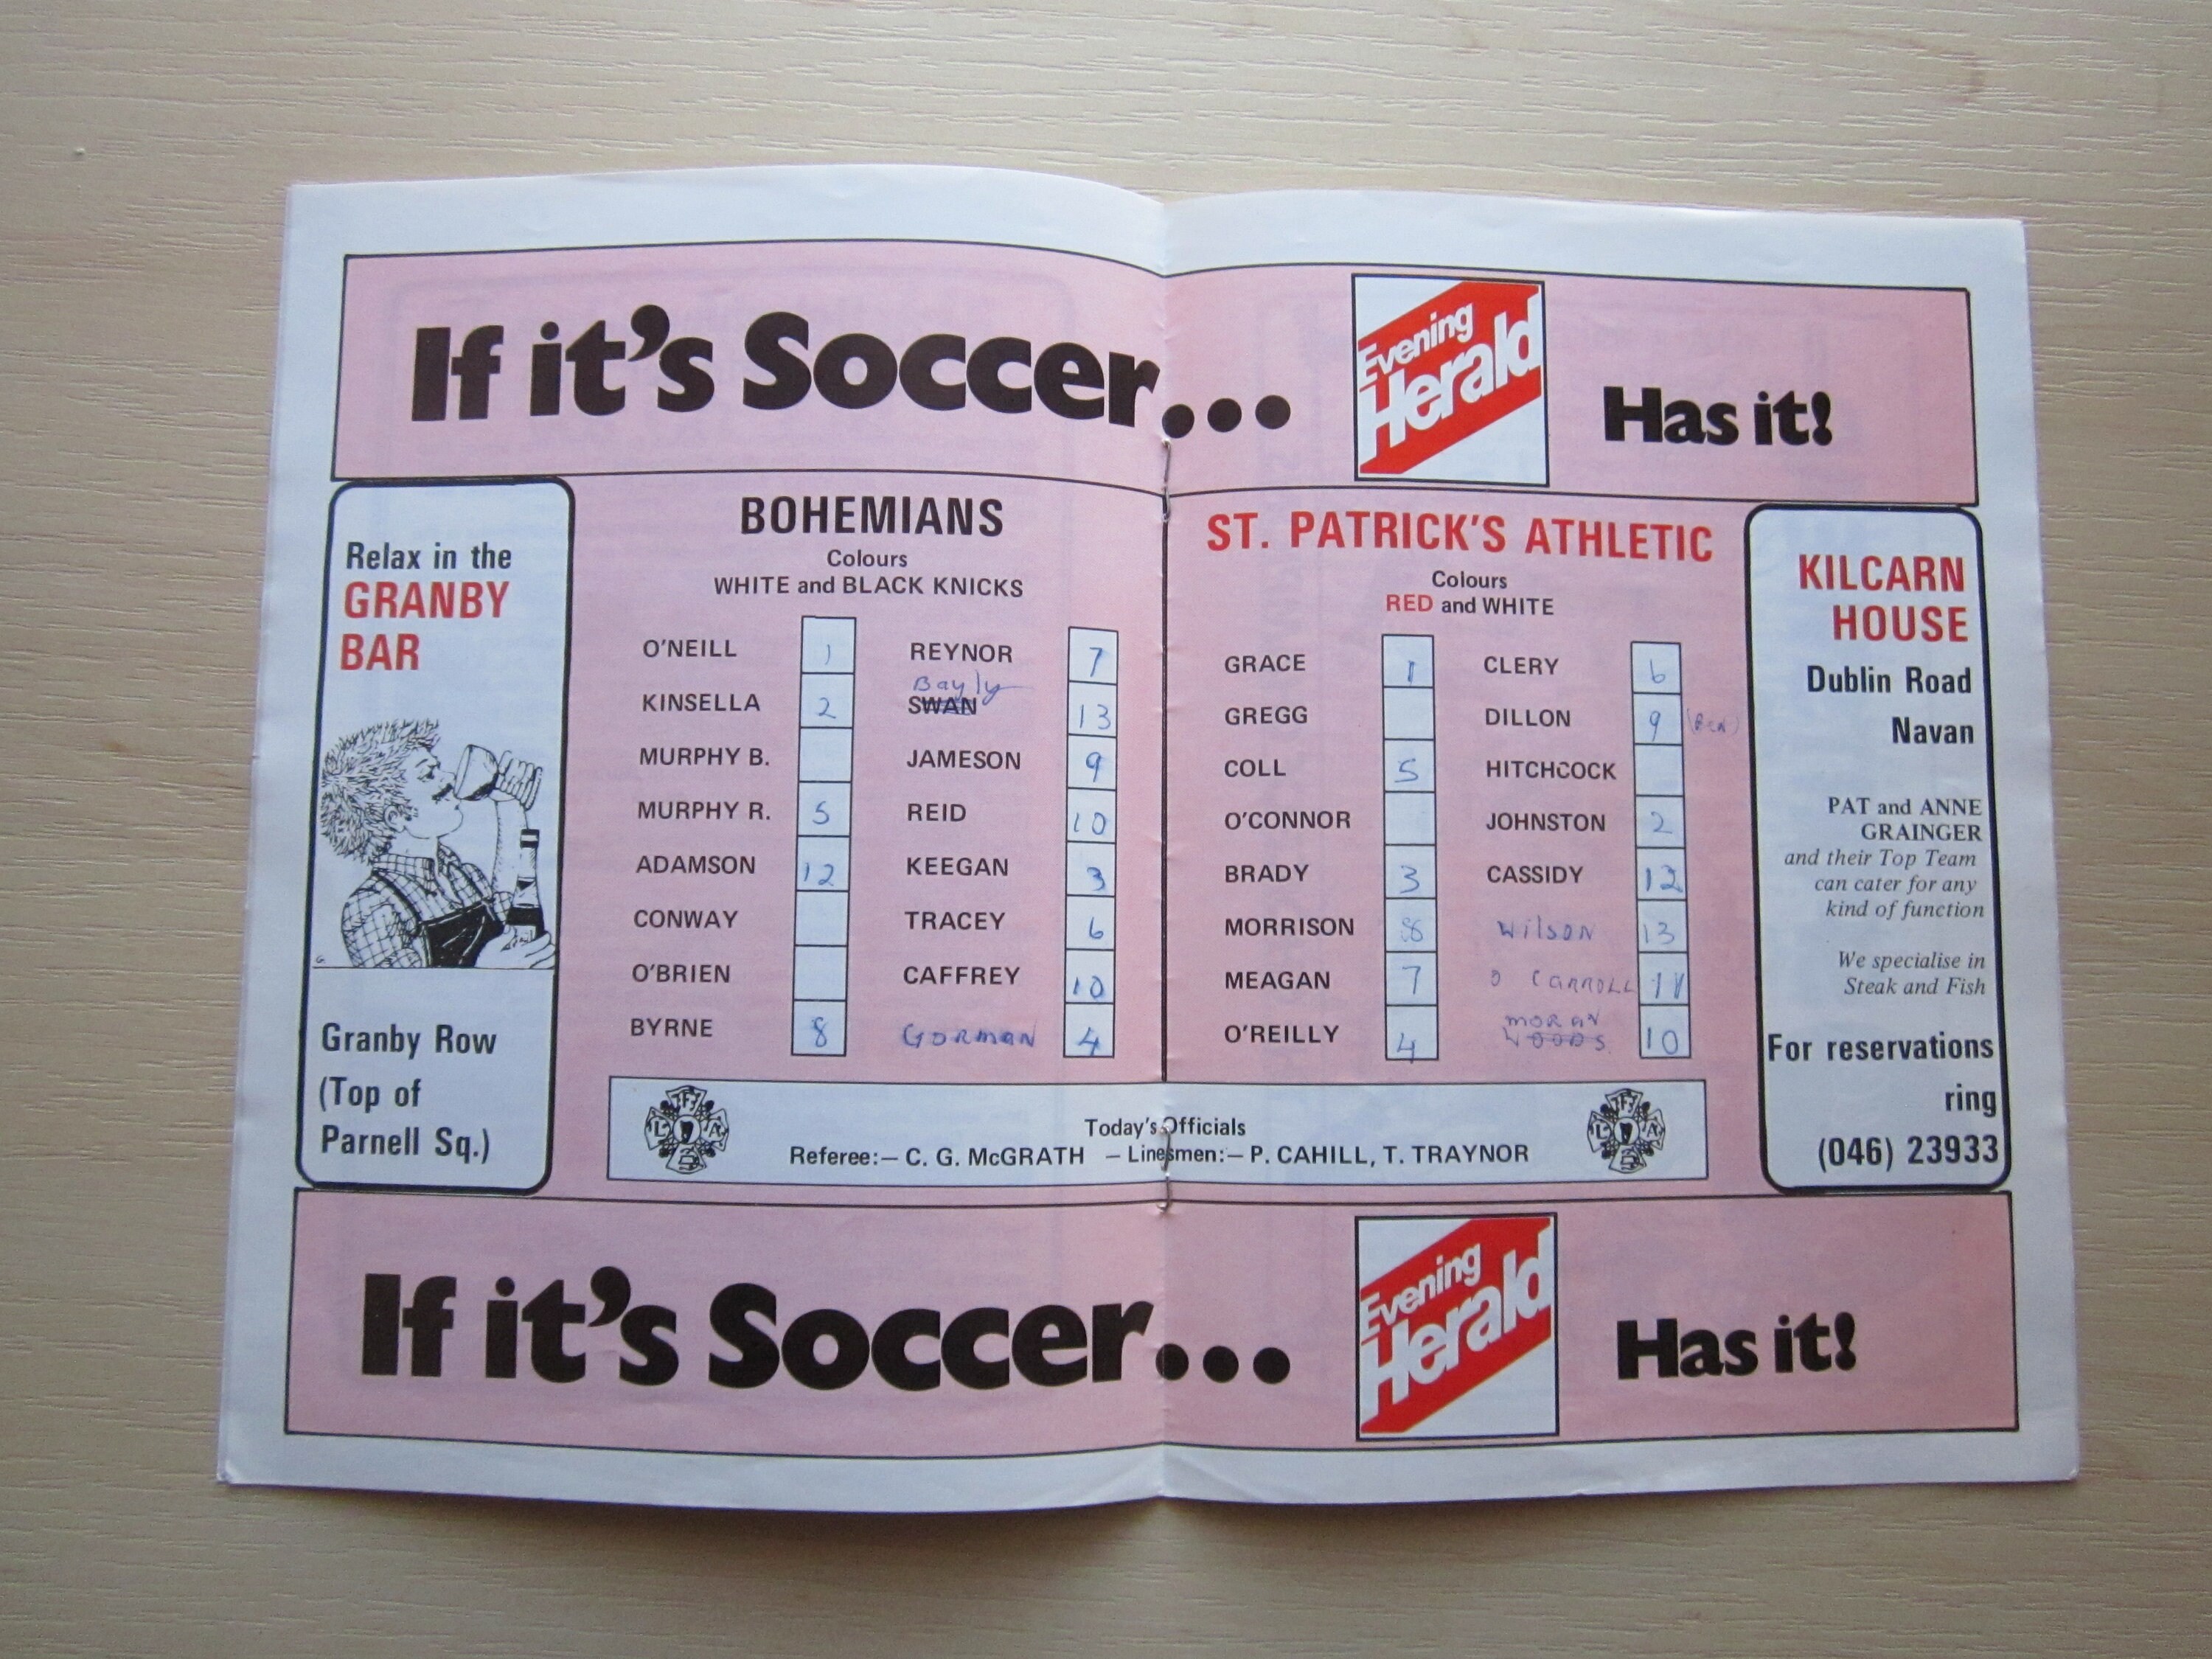 If it's Soccer... Evening Herald Has it!
Relax in the
GRANBY
BAR
Granby Row
(Top of
Parnell Sq.)
BOHEMIANS
Colours
WHITE and BLACK KNICKS
O'NEILL 1 REYNOR 7
Bayly
KINSELLA 2 SWAN 13
MURPHY B. JAMESON 9
MURPHY R. 5 REID 10
ADAMSON 12 KEEGAN 3
CONWAY TRACEY 6
O'BRIEN CAFFREY 10
BYRNE 8 GORMAN 4
ST. PATRICK'S ATHLETIC
Colours
RED and WHITE
GRACE 1 CLERY 6
GREGG DILLON 9
COLL 5 HITCHCOCK
O'CONNOR JOHNSTON 2
BRADY 3 CASSIDY 12
MORRISON 8 WILSON 13
MEAGAN 7 O CARROLL 11
MORAN
O'REILLY 4 WOODS 10
KILCARN
HOUSE
Dublin Road
Navan
PAT and ANNE
GRAINGER
and their Top Team
can cater for any
kind of function
We specialise in
Steak and Fish
For reservations
ring
(046) 23933
Today's Officials
Referee:— C. G. McGRATH — Linesmen:— P. CAHILL, T. TRAYNOR
If it's Soccer... Evening Herald Has it!